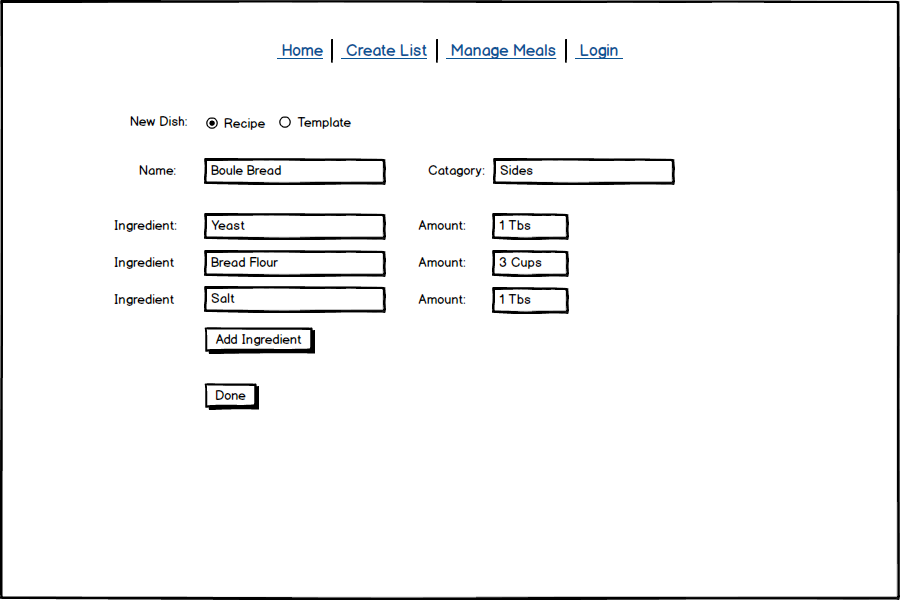 Home Create List Manage Meals Login
New Dish: Recipe Template
Name: Boule Bread Catagory: Sides
Ingredient: Yeast Amount: 1 Tbs
Ingredient Bread Flour Amount: 3 Cups
Ingredient Salt Amount: 1 Tbs
Add Ingredient
Done